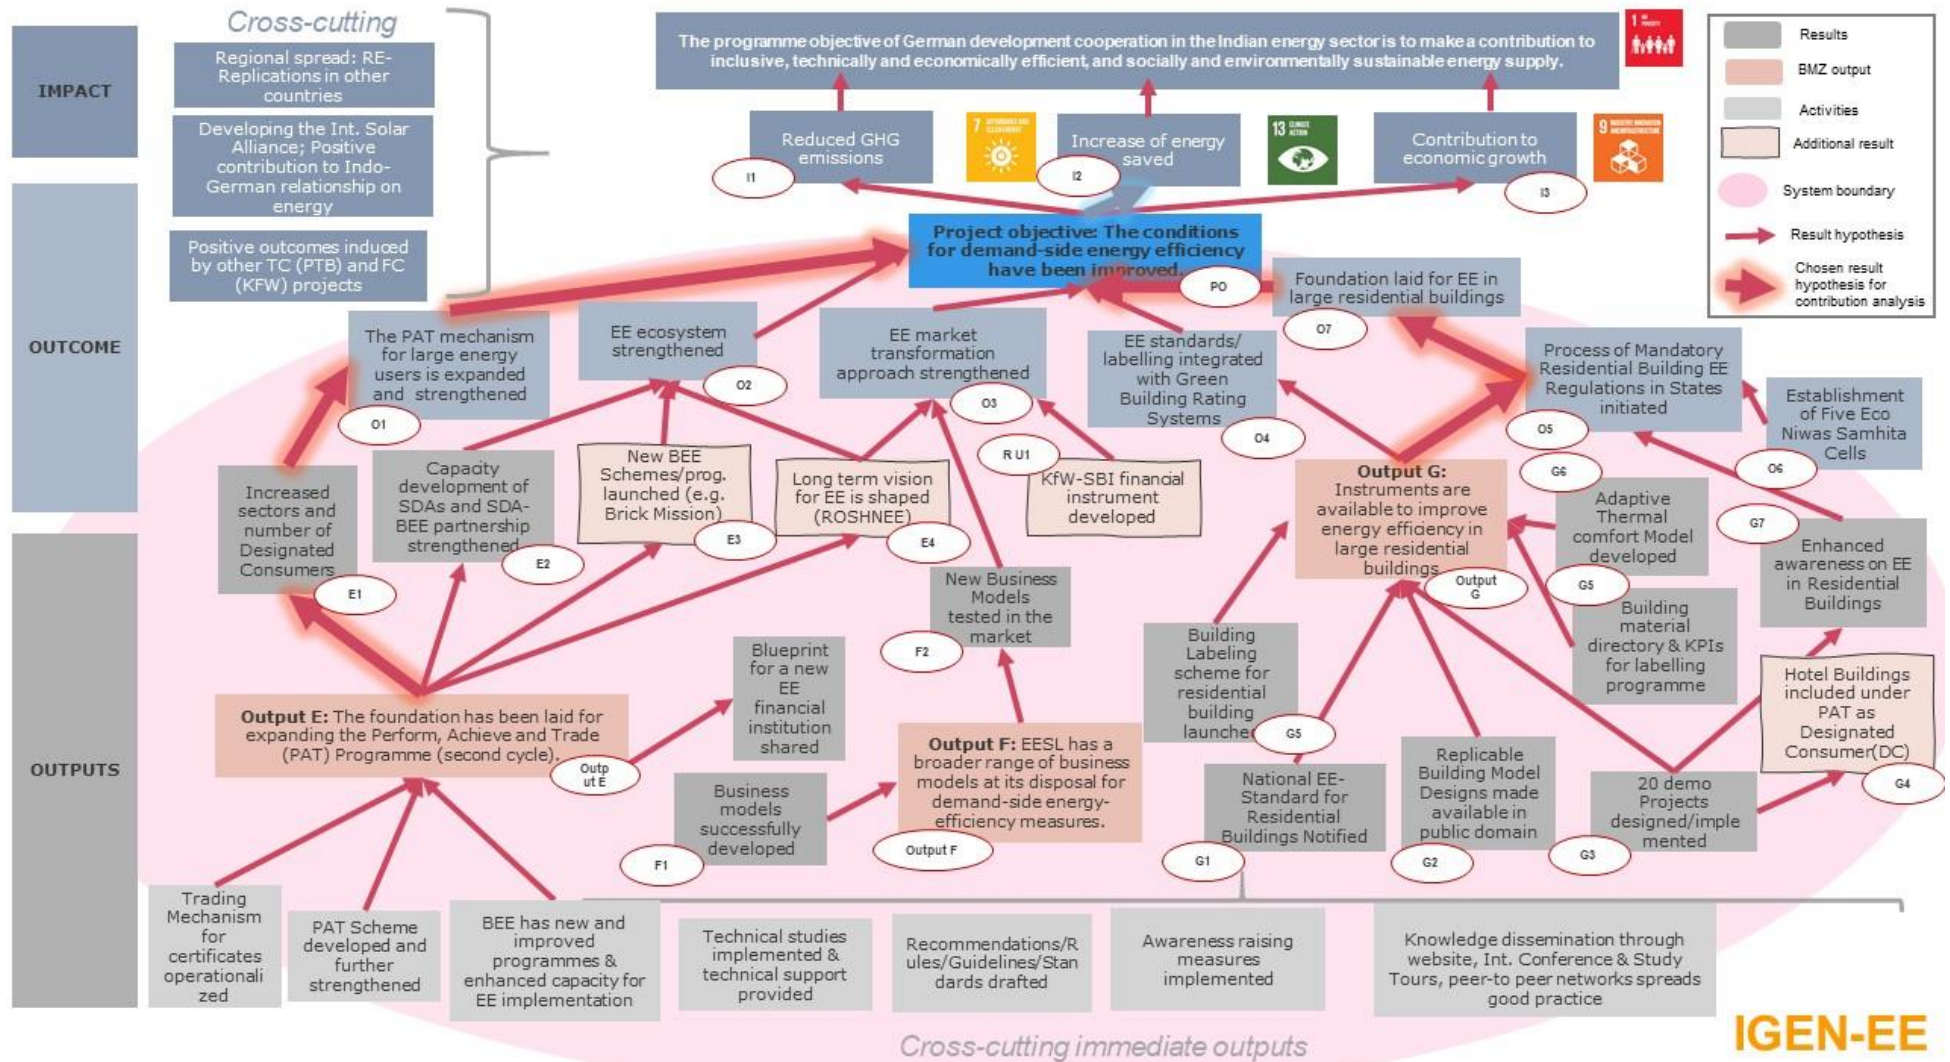 Cross-cutting
IMPACT
OUTCOME
OUTPUTS
Regional spread: RE-
Replications in other
countries
Developing the Int. Solar
Alliance; Positive
contribution to Indo-
German relationship on
energy
Positive outcomes induced
by other TC (PTB) and FC
(KFW) projects
The programme objective of German development cooperation in the Indian energy sector is to make a contribution to
inclusive, technically and economically efficient, and socially and environmentally sustainable energy supply.
1 NO
POVERTY
Reduced GHG
emissions
I1
7 AFFORDABLE AND
CLEAN ENERGY
Increase of energy
saved
I2
13 CLIMATE
ACTION
Contribution to
economic growth
I3
9 INDUSTRY, INNOVATION
AND INFRASTRUCTURE
Results
BMZ output
Activities
Additional result
System boundary
Result hypothesis
Chosen result
hypothesis for
contribution analysis
Project objective: The conditions
for demand-side energy efficiency
have been improved.
PO
The PAT mechanism
for large energy
users is expanded
and strengthened
O1
EE ecosystem
strengthened
O2
EE market
transformation
approach strengthened
O3
EE standards/
labelling integrated
with Green
Building Rating
Systems
O4
Foundation laid for EE in
large residential buildings
O7
Process of Mandatory
Residential Building EE
Regulations in States
initiated
O5
Establishment
of Five Eco
Niwas Samhita
Cells
O6
Increased
sectors and
number of
Designated
Consumers
E1
Capacity
development of
SDAs and SDA-
BEE partnership
strengthened
E2
New BEE
Schemes/prog.
launched (e.g.
Brick Mission)
E3
Long term vision
for EE is shaped
(ROSHNEE)
E4
R U1
KfW-SBI financial
instrument
developed
Output G:
Instruments are
available to improve
energy efficiency in
large residential
buildings.
Output
G
G6
Adaptive
Thermal
comfort Model
developed
G7
Enhanced
awareness on EE
in Residential
Buildings
G5
Building
material
directory & KPIs
for labelling
programme
New Business
Models
tested in the
market
F2
Building
Labeling
scheme for
residential
building
launched
G5
Hotel Buildings
included under
PAT as
Designated
Consumer(DC)
G4
Output E: The foundation has been laid for
expanding the Perform, Achieve and Trade
(PAT) Programme (second cycle).
Outp
ut E
Blueprint
for a new
EE
financial
institution
shared
Business
models
successfully
developed
F1
Output F: EESL has a
broader range of business
models at its disposal for
demand-side energy-
efficiency measures.
Output F
National EE-
Standard for
Residential
Buildings Notified
G1
Replicable
Building Model
Designs made
available in
public domain
G2
20 demo
Projects
designed/imple
mented
G3
Trading
Mechanism
for
certificates
operationali
zed
PAT Scheme
developed and
further
strengthened
BEE has new and
improved
programmes &
enhanced capacity for
EE implementation
Technical studies
implemented &
technical support
provided
Recommendations/R
ules/Guidelines/Stan
dards drafted
Awareness raising
measures
implemented
Knowledge dissemination through
website, Int. Conference & Study
Tours, peer-to peer networks spreads
good practice
Cross-cutting immediate outputs
IGEN-EE